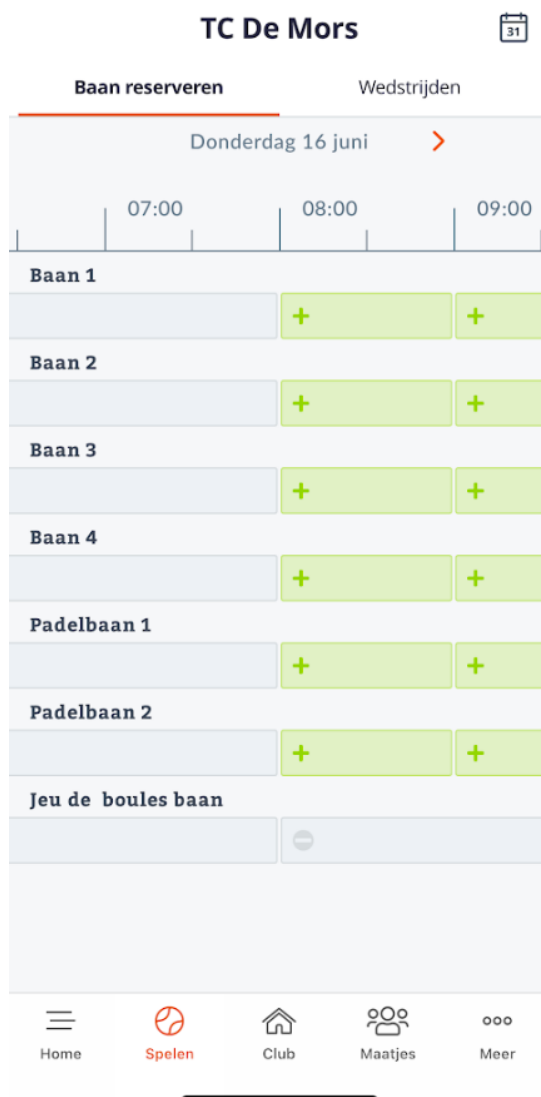 TC De Mors
31
Baan reserveren Wedstrijden
Donderdag 16 juni
07:00 08:00 09:00
Baan 1
+ +
Baan 2
+ +
Baan 3
+ +
Baan 4
+ +
Padelbaan 1
+ +
Padelbaan 2
+ +
Jeu de boules baan
Home Spelen Club Maatjes Meer